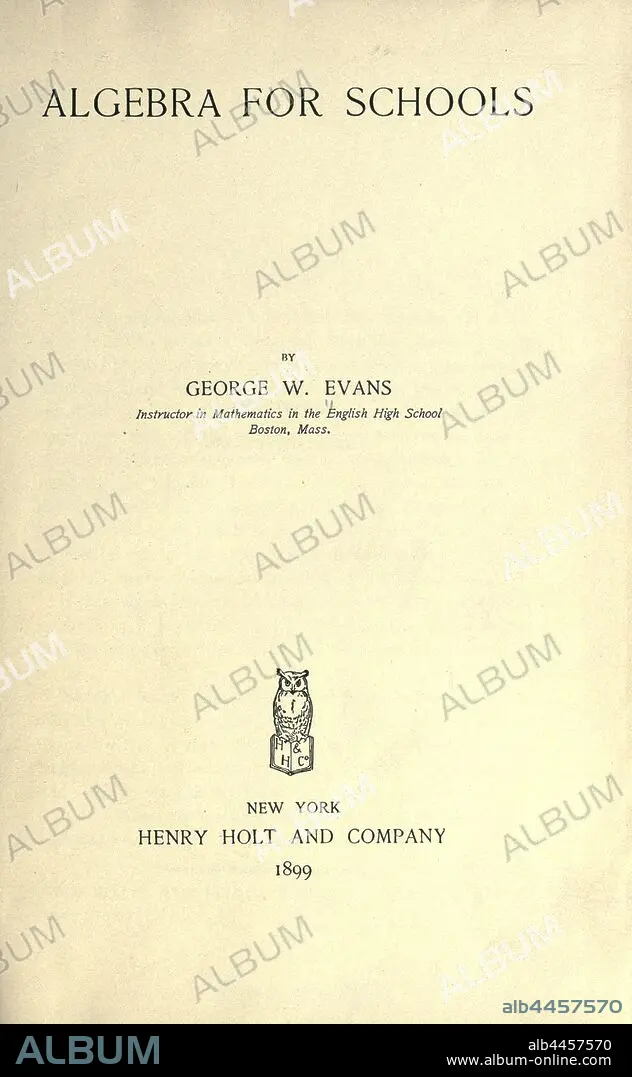 ALGEBRA FOR SCHOOLS
BY
GEORGE W. EVANS
Instructor in Mathematics in the English High School
Boston, Mass.
H &
H Cº
NEW YORK
HENRY HOLT AND COMPANY
1899
alb4457570
ALBUM
alb4457570
www.album-online.com